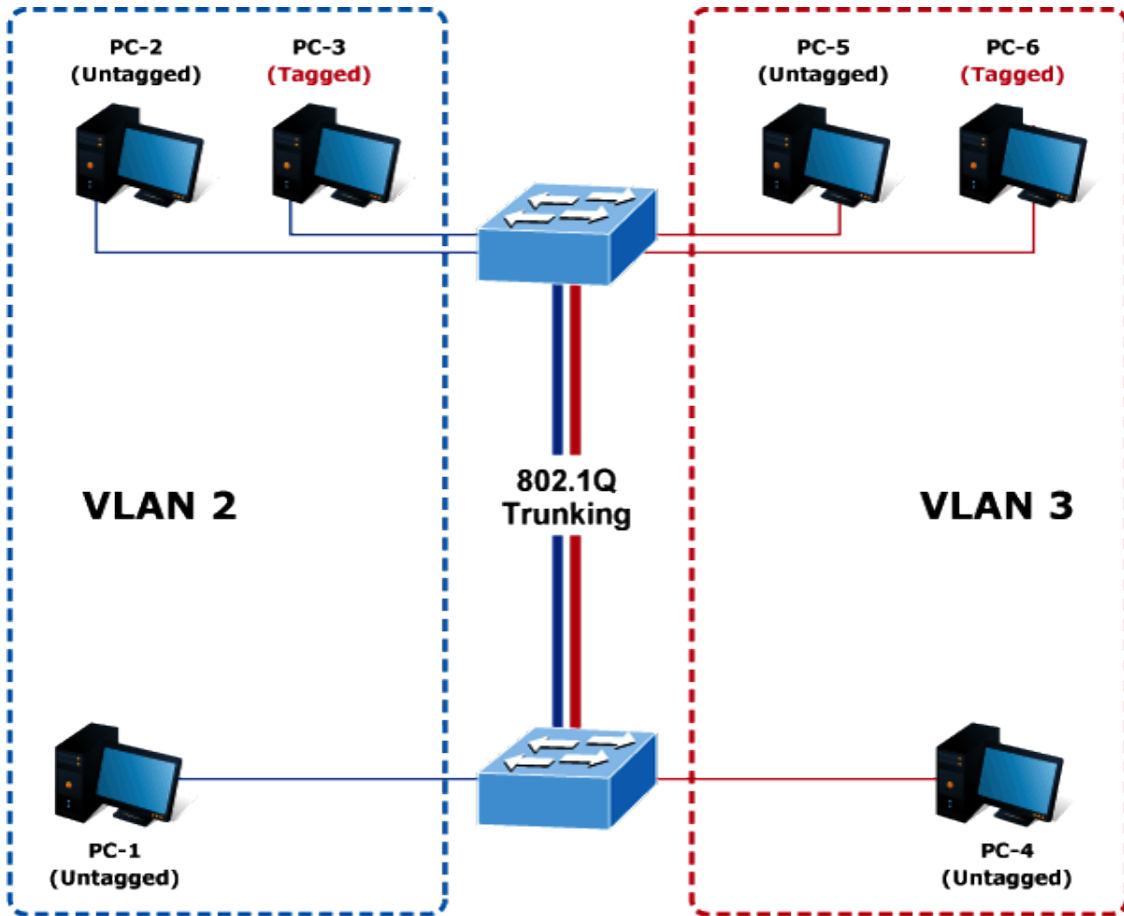 PC-2
(Untagged)
PC-3
(Tagged)
PC-5
(Untagged)
PC-6
(Tagged)
802.1Q
Trunking
VLAN 2
VLAN 3
PC-1
(Untagged)
PC-4
(Untagged)